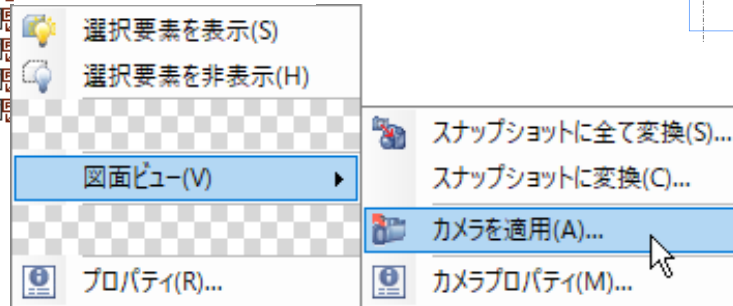 選択要素を表示(S)
選択要素を非表示(H)
図面ビュー(V)
プロパティ(R)...
スナップショットに全て変換(S)...
スナップショットに変換(C)...
カメラを適用(A)...
カメラプロパティ(M)...